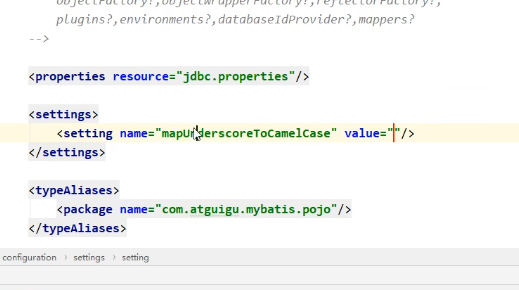 objectFactory?,objectWrapperFactory?,reflectorFactory?,
plugins?,environments?,databaseIdProvider?,mappers?
-->
<properties resource="jdbc.properties"/>
<settings>
<setting name="mapUnderscoreToCamelCase" value=""/>
</settings>
<typeAliases>
<package name="com.atguigu.mybatis.pojo"/>
</typeAliases>
configuration › settings › setting